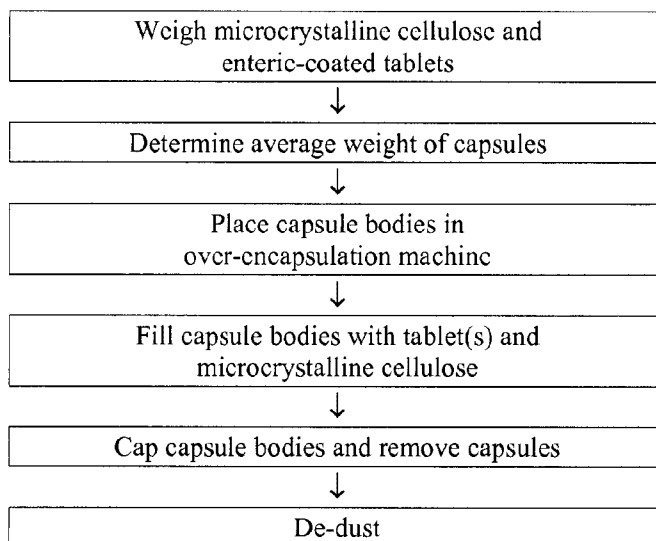 Weigh microcrystalline cellulose and
enteric-coated tablets
↓
Determine average weight of capsules
↓
Place capsule bodies in
over-encapsulation machine
↓
Fill capsule bodies with tablet(s) and
microcrystalline cellulose
↓
Cap capsule bodies and remove capsules
↓
De-dust